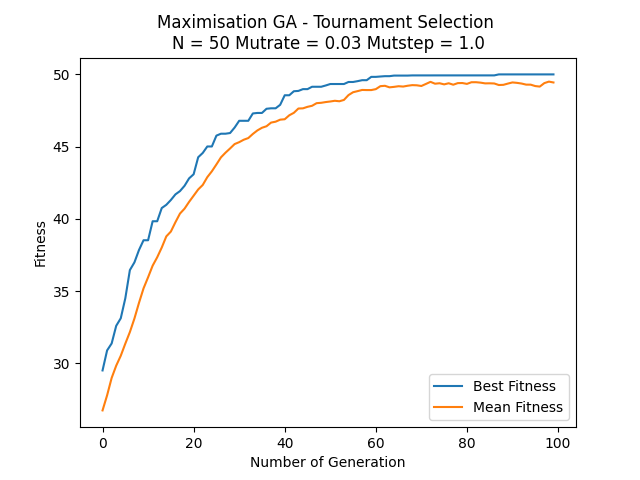 Maximisation GA - Tournament Selection
N = 50 Mutrate = 0.03 Mutstep = 1.0
50
45
40
35
30
Fitness
0 20 40 60 80 100
Number of Generation
Best Fitness
Mean Fitness